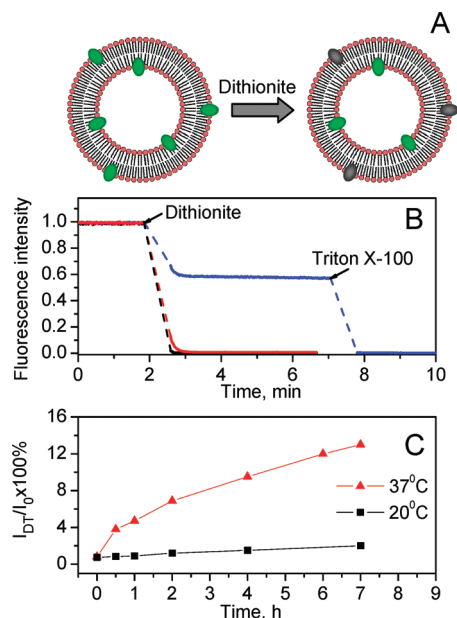 A
Dithionite
B
Fluorescence intensity
1.0
0.8
0.6
0.4
0.2
0.0
Dithionite
Triton X-100
0 2 4 6 8 10
Time, min
C
I_DT/I_0x100%
16
12
8
4
0
37⁰C
20⁰C
0 1 2 3 4 5 6 7 8 9
Time, h